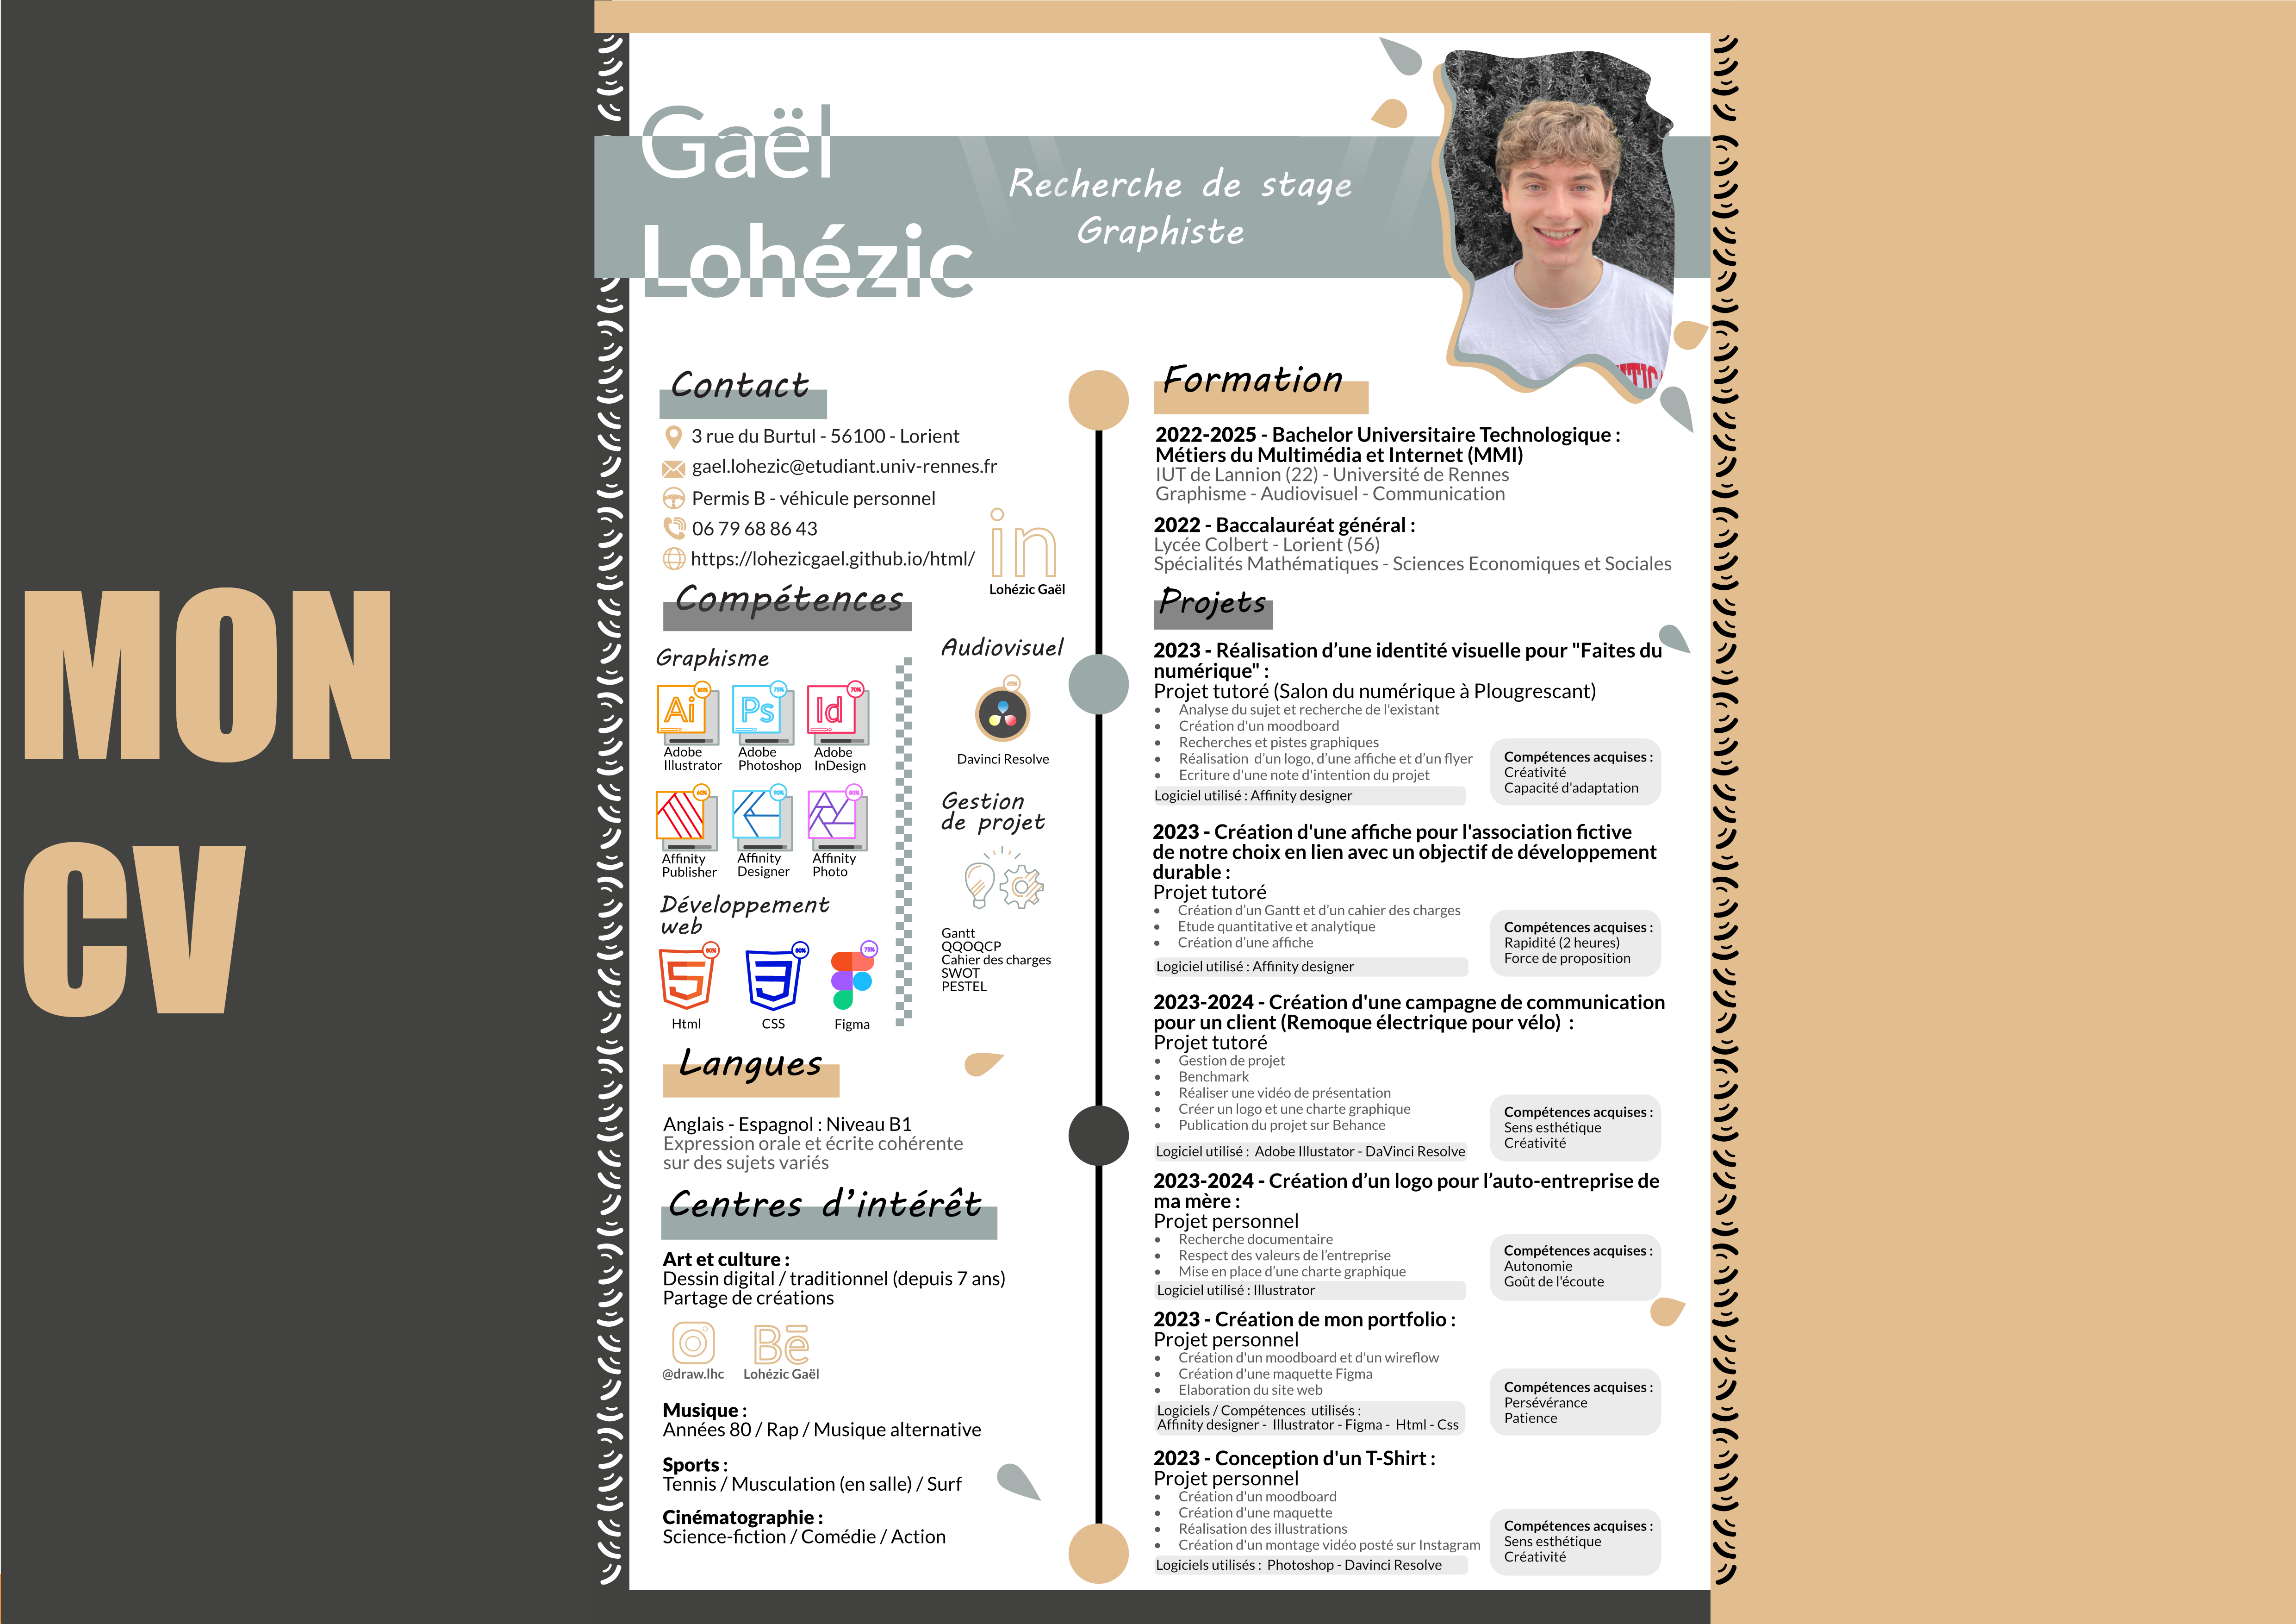 MON
CV
Gaël
Lohézic
Recherche de stage
Graphiste
Contact
3 rue du Burtul - 56100 - Lorient
gael.lohezic@etudiant.univ-rennes.fr
Permis B - véhicule personnel
06 79 68 86 43
https://lohezicgael.github.io/html/
in
Lohézic Gaël
Compétences
Graphisme
Ai 80%
Ps 75%
Id 70%
Adobe
Illustrator
Adobe
Photoshop
Adobe
InDesign
60%
90%
80%
Affinity
Publisher
Affinity
Designer
Affinity
Photo
Développement
web
80%
80%
75%
Html
CSS
Figma
Audiovisuel
Davinci Resolve
Gestion
de projet
Gantt
QQOQCP
Cahier des charges
SWOT
PESTEL
Langues
Anglais - Espagnol : Niveau B1
Expression orale et écrite cohérente
sur des sujets variés
Centres d’intérêt
Art et culture :
Dessin digital / traditionnel (depuis 7 ans)
Partage de créations
Bē
@draw.lhc
Lohézic Gaël
Musique :
Années 80 / Rap / Musique alternative
Sports :
Tennis / Musculation (en salle) / Surf
Cinématographie :
Science-fiction / Comédie / Action
Formation
2022-2025 - Bachelor Universitaire Technologique :
Métiers du Multimédia et Internet (MMI)
IUT de Lannion (22) - Université de Rennes
Graphisme - Audiovisuel - Communication
2022 - Baccalauréat général :
Lycée Colbert - Lorient (56)
Spécialités Mathématiques - Sciences Economiques et Sociales
Projets
2023 - Réalisation d’une identité visuelle pour "Faites du
numérique" :
Projet tutoré (Salon du numérique à Plougrescant)
• Analyse du sujet et recherche de l'existant
• Création d'un moodboard
• Recherches et pistes graphiques
• Réalisation d’un logo, d’une affiche et d’un flyer
• Ecriture d'une note d'intention du projet
Logiciel utilisé : Affinity designer
Compétences acquises :
Créativité
Capacité d'adaptation
2023 - Création d'une affiche pour l'association fictive
de notre choix en lien avec un objectif de développement
durable :
Projet tutoré
• Création d’un Gantt et d’un cahier des charges
• Etude quantitative et analytique
• Création d’une affiche
Logiciel utilisé : Affinity designer
Compétences acquises :
Rapidité (2 heures)
Force de proposition
2023-2024 - Création d'une campagne de communication
pour un client (Remoque électrique pour vélo) :
Projet tutoré
• Gestion de projet
• Benchmark
• Réaliser une vidéo de présentation
• Créer un logo et une charte graphique
• Publication du projet sur Behance
Logiciel utilisé : Adobe Illustator - DaVinci Resolve
Compétences acquises :
Sens esthétique
Créativité
2023-2024 - Création d’un logo pour l’auto-entreprise de
ma mère :
Projet personnel
• Recherche documentaire
• Respect des valeurs de l’entreprise
• Mise en place d’une charte graphique
Logiciel utilisé : Illustrator
Compétences acquises :
Autonomie
Goût de l'écoute
2023 - Création de mon portfolio :
Projet personnel
• Création d'un moodboard et d'un wireflow
• Création d'une maquette Figma
• Elaboration du site web
Logiciels / Compétences utilisés :
Affinity designer - Illustrator - Figma - Html - Css
Compétences acquises :
Persévérance
Patience
2023 - Conception d'un T-Shirt :
Projet personnel
• Création d'un moodboard
• Création d'une maquette
• Réalisation des illustrations
• Création d'un montage vidéo posté sur Instagram
Logiciels utilisés : Photoshop - Davinci Resolve
Compétences acquises :
Sens esthétique
Créativité